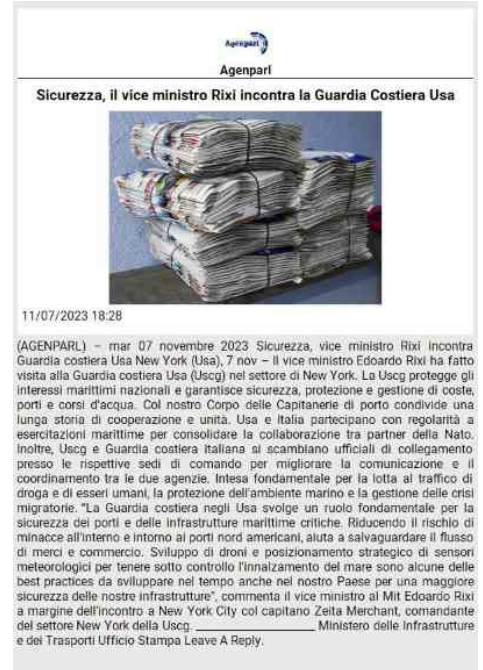 Agenparl
Agenparl
Sicurezza, il vice ministro Rixi incontra la Guardia Costiera Usa
11/07/2023 18:28
(AGENPARL) – mar 07 novembre 2023 Sicurezza, vice ministro Rixi incontra
Guardia costiera Usa New York (Usa), 7 nov – Il vice ministro Edoardo Rixi ha fatto
visita alla Guardia costiera Usa (Uscg) nel settore di New York. La Uscg protegge gli
interessi marittimi nazionali e garantisce sicurezza, protezione e gestione di coste,
porti e corsi d'acqua. Col nostro Corpo delle Capitanerie di porto condivide una
lunga storia di cooperazione e unità. Usa e Italia partecipano con regolarità a
esercitazioni marittime per consolidare la collaborazione tra partner della Nato.
Inoltre, Uscg e Guardia costiera italiana si scambiano ufficiali di collegamento
presso le rispettive sedi di comando per migliorare la comunicazione e il
coordinamento tra le due agenzie. Intesa fondamentale per la lotta al traffico di
droga e di esseri umani, la protezione dell'ambiente marino e la gestione delle crisi
migratorie. "La Guardia costiera negli Usa svolge un ruolo fondamentale per la
sicurezza dei porti e delle infrastrutture marittime critiche. Riducendo il rischio di
minacce all'interno e intorno ai porti nord americani, aiuta a salvaguardare il flusso
di merci e commercio. Sviluppo di droni e posizionamento strategico di sensori
meteorologici per tenere sotto controllo l'innalzamento del mare sono alcune delle
best practices da sviluppare nel tempo anche nel nostro Paese per una maggiore
sicurezza delle nostre infrastrutture", commenta il vice ministro al Mit Edoardo Rixi
a margine dell'incontro a New York City col capitano Zeita Merchant, comandante
del settore New York della Uscg. ____________________ Ministero delle Infrastrutture
e dei Trasporti Ufficio Stampa Leave A Reply.